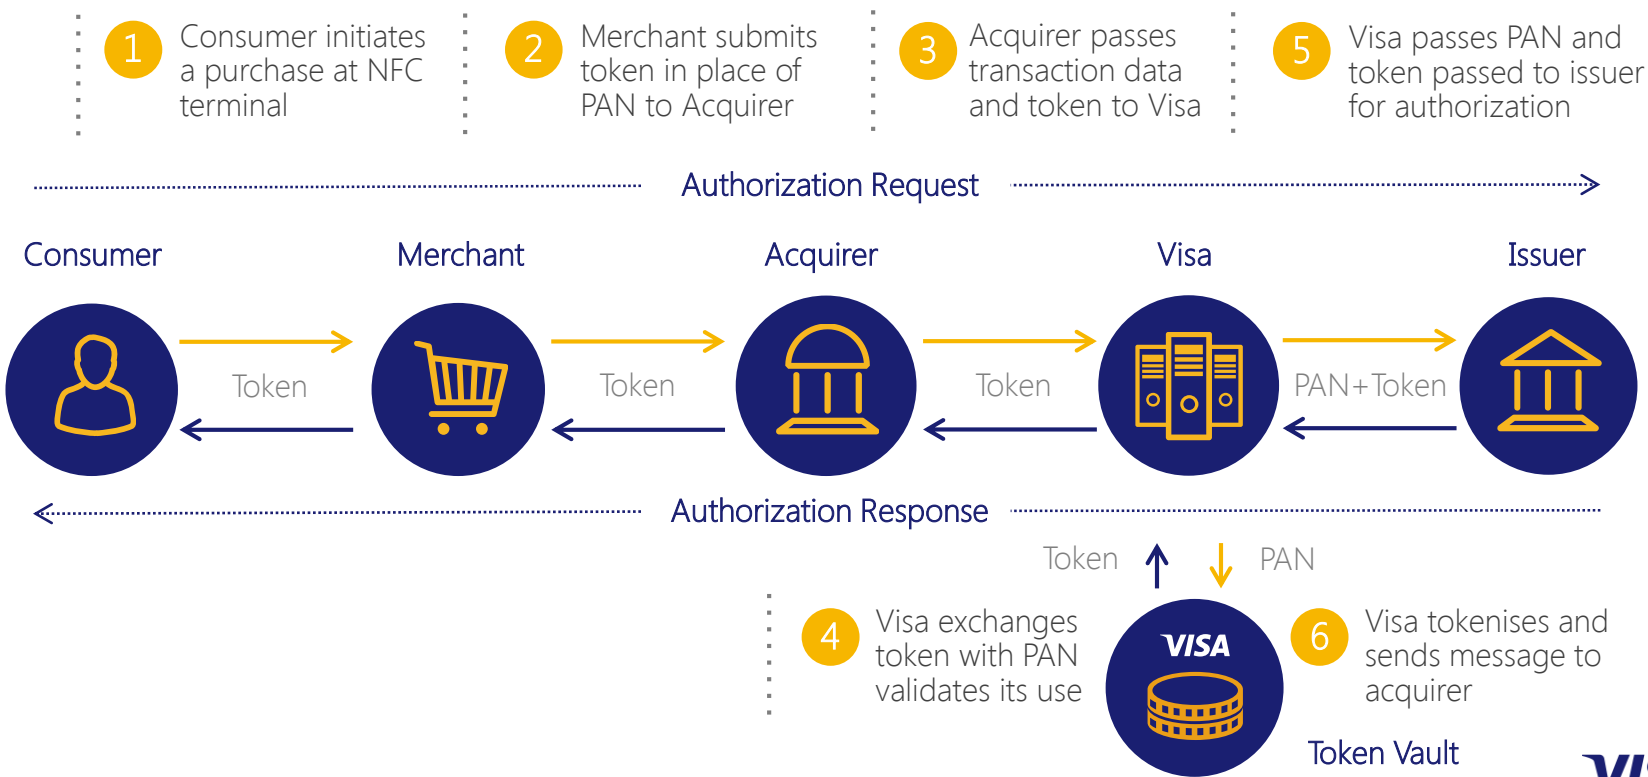 1
Consumer initiates
a purchase at NFC
terminal
2
Merchant submits
token in place of
PAN to Acquirer
3
Acquirer passes
transaction data
and token to Visa
5
Visa passes PAN and
token passed to issuer
for authorization
Authorization Request
Consumer
Merchant
Acquirer
Visa
Issuer
Token
Token
Token
PAN+Token
Authorization Response
Token
PAN
4
Visa exchanges
token with PAN
validates its use
VISA
6
Visa tokenises and
sends message to
acquirer
Token Vault